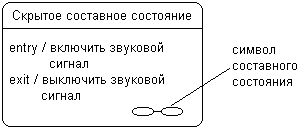 Скрытое составное состояние
entry / включить звуковой
сигнал
exit / выключить звуковой
сигнал
символ
составного
состояния